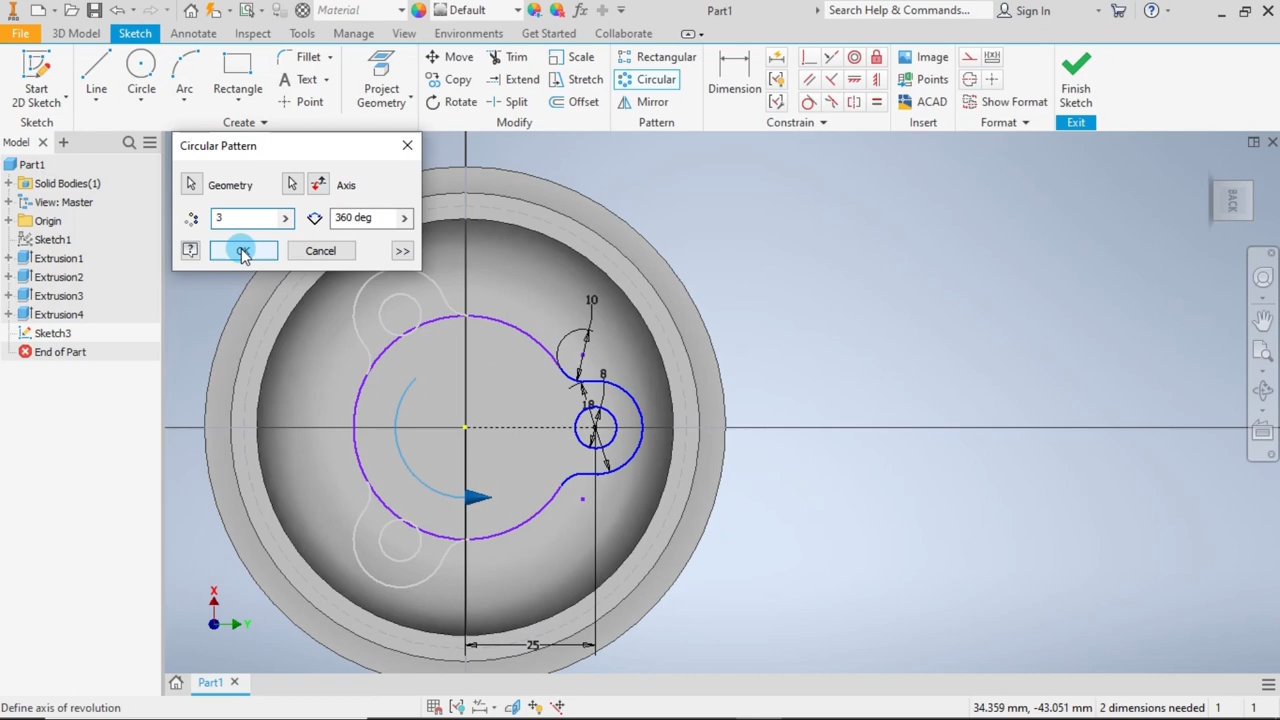 PRO
Material
Default
Part1
Search Help & Commands...
Sign In
File
3D Model
Sketch
Annotate
Inspect
Tools
Manage
View
Environments
Get Started
Collaborate
Start
2D Sketch
Line
Circle
Arc
Rectangle
Fillet
Text
Point
Project
Geometry
Move
Copy
Rotate
Trim
Extend
Split
Scale
Stretch
Offset
Rectangular
Circular
Mirror
Dimension
Image
Points
ACAD
Show Format
Finish
Sketch
Sketch
Create
Modify
Pattern
Constrain
Insert
Format
Exit
Model
Part1
Solid Bodies(1)
View: Master
Origin
Sketch1
Extrusion1
Extrusion2
Extrusion3
Extrusion4
Sketch3
End of Part
Circular Pattern
Geometry
Axis
3
360 deg
OK
Cancel
>>
BACK
10
8
18
25
X
Y
Part1
Define axis of revolution
34.359 mm, -43.051 mm
2 dimensions needed
1
1